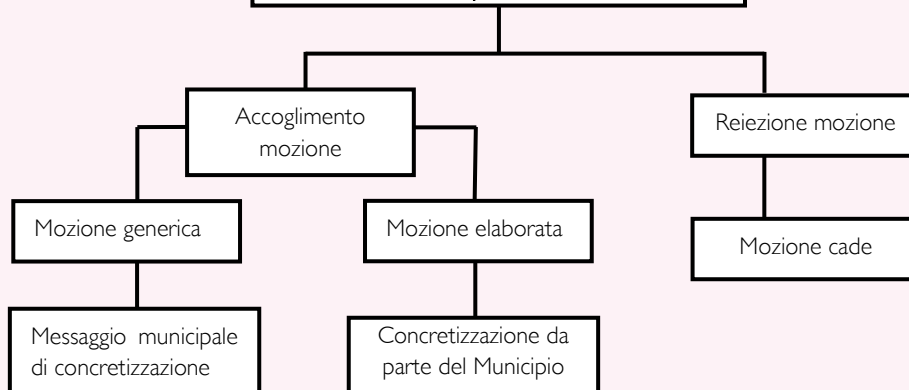 Accoglimento
mozione
Reiezione mozione
Mozione generica
Mozione elaborata
Mozione cade
Messaggio municipale
di concretizzazione
Concretizzazione da
parte del Municipio